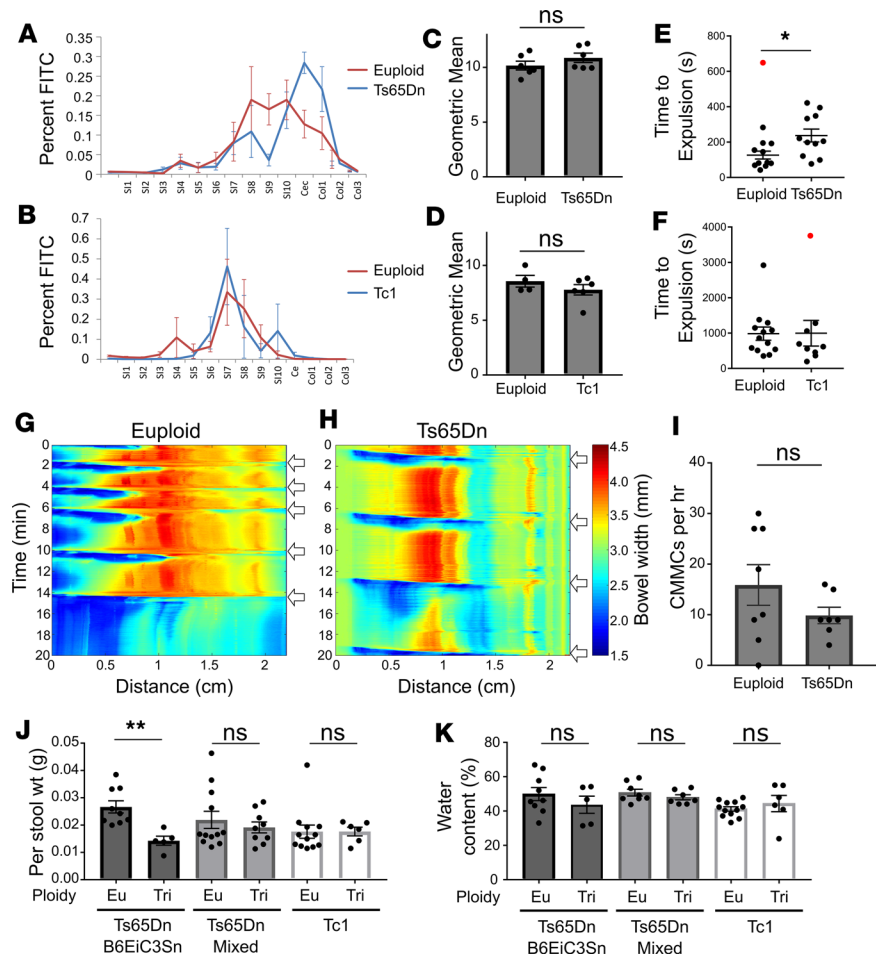 A
Percent FITC
0.35
0.3
0.25
0.2
0.15
0.1
0.05
0
Euploid
Ts65Dn
SI1 SI2 SI3 SI4 SI5 SI6 SI7 SI8 SI9 SI10 Cec Col1 Col2 Col3
B
Percent FITC
0.7
0.6
0.5
0.4
0.3
0.2
0.1
0
Euploid
Tc1
SI1 SI2 SI3 SI4 SI5 SI6 SI7 SI8 SI9 SI10 Ce Col1 Col2 Col3
C
Geometric Mean
ns
10
5
0
Euploid Ts65Dn
D
Geometric Mean
ns
10
5
0
Euploid Tc1
E
Time to
Expulsion (s)
*
800
600
400
200
0
Euploid Ts65Dn
F
Time to
Expulsion (s)
4000
3000
2000
1000
0
Euploid Tc1
G
Euploid
Time (min)
0
2
4
6
8
10
12
14
16
18
20
0 0.5 1 1.5 2
Distance (cm)
H
Ts65Dn
0
2
4
6
8
10
12
14
16
18
20
0.5 1.0 1.5 2.0
Distance (cm)
4.5
4.0
3.5
3.0
2.5
2.0
1.5
Bowel width (mm)
I
CMMCs per hr
ns
40
30
20
10
0
Euploid Ts65Dn
J
Per stool wt (g)
** ns ns
0.05
0.04
0.03
0.02
0.01
0.00
Ploidy Eu Tri Eu Tri Eu Tri
Ts65Dn Ts65Dn Tc1
B6EiC3Sn Mixed
K
Water
content (%)
ns ns ns
80
60
40
20
0
Ploidy Eu Tri Eu Tri Eu Tri
Ts65Dn Ts65Dn Tc1
B6EiC3Sn Mixed